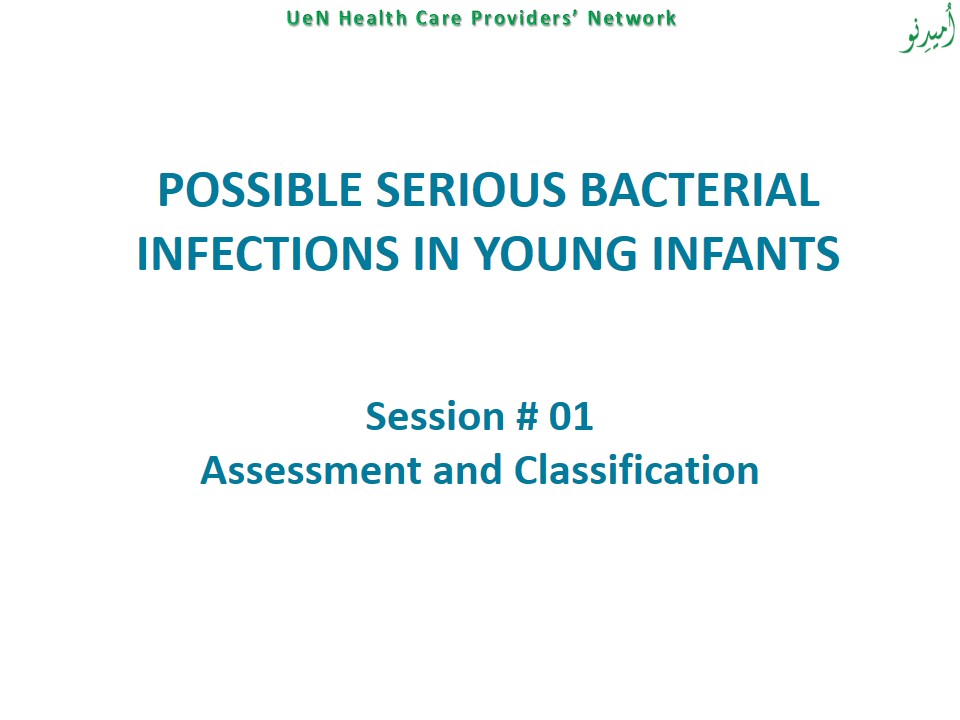 UeN Health Care Providers’ Network
اُمیدِنو
POSSIBLE SERIOUS BACTERIAL
INFECTIONS IN YOUNG INFANTS
Session # 01
Assessment and Classification